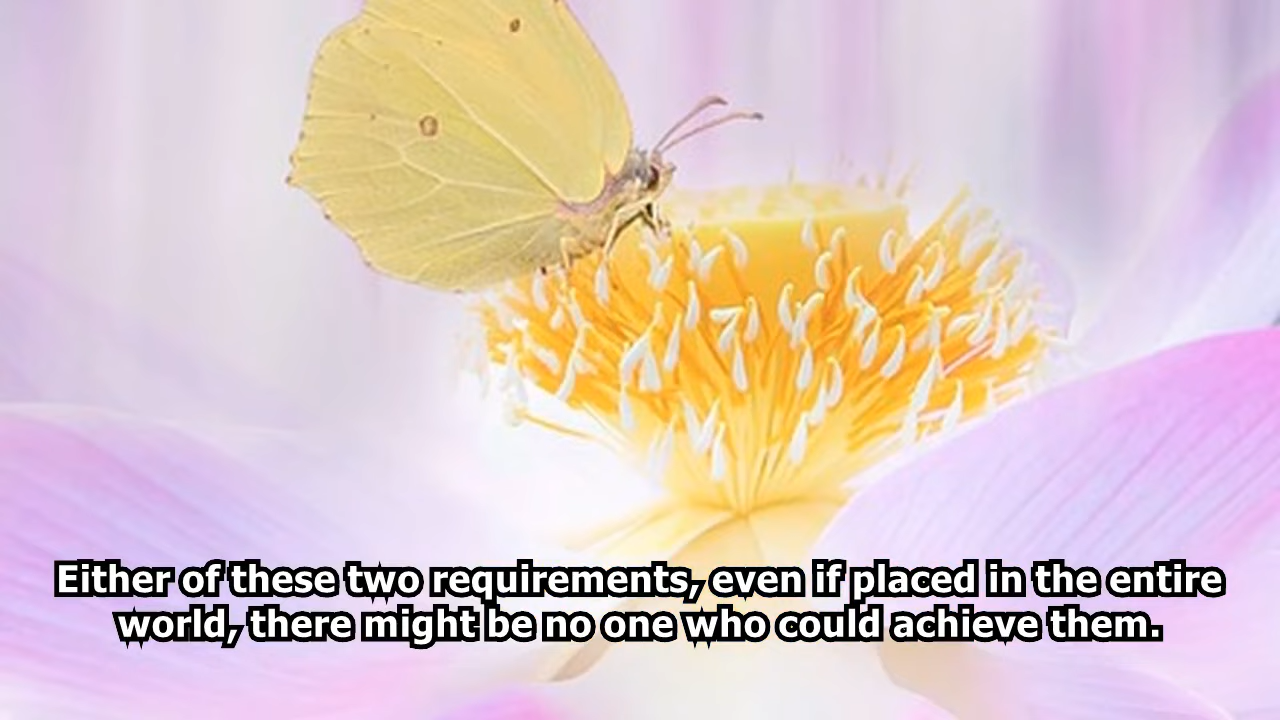 Either of these two requirements, even if placed in the entire
world, there might be no one who could achieve them.